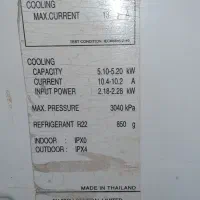 COOLING
MAX.CURRENT
COOLING
CAPACITY 5,10-5,20 kW
CURRENT 10.4-10.2 A
INPUT POWER 2.18-2.28 kW
MAX. PRESSURE 3040 kPa
REFRIGERANT R22 850 g
INDOOR : IPX0
OUTDOOR : IPX4
MADE IN THAILAND